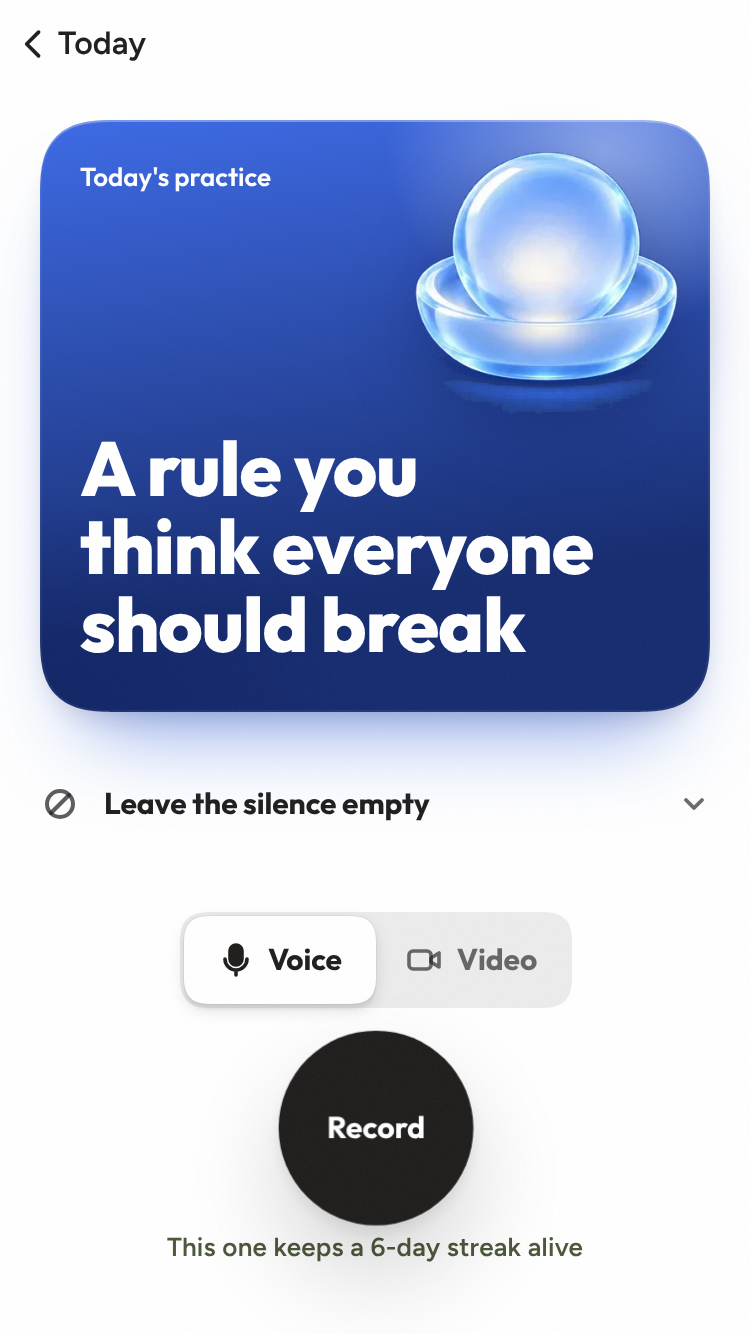 Today
Today's practice
A rule you
think everyone
should break
Leave the silence empty
Voice
Video
Record
This one keeps a 6-day streak alive